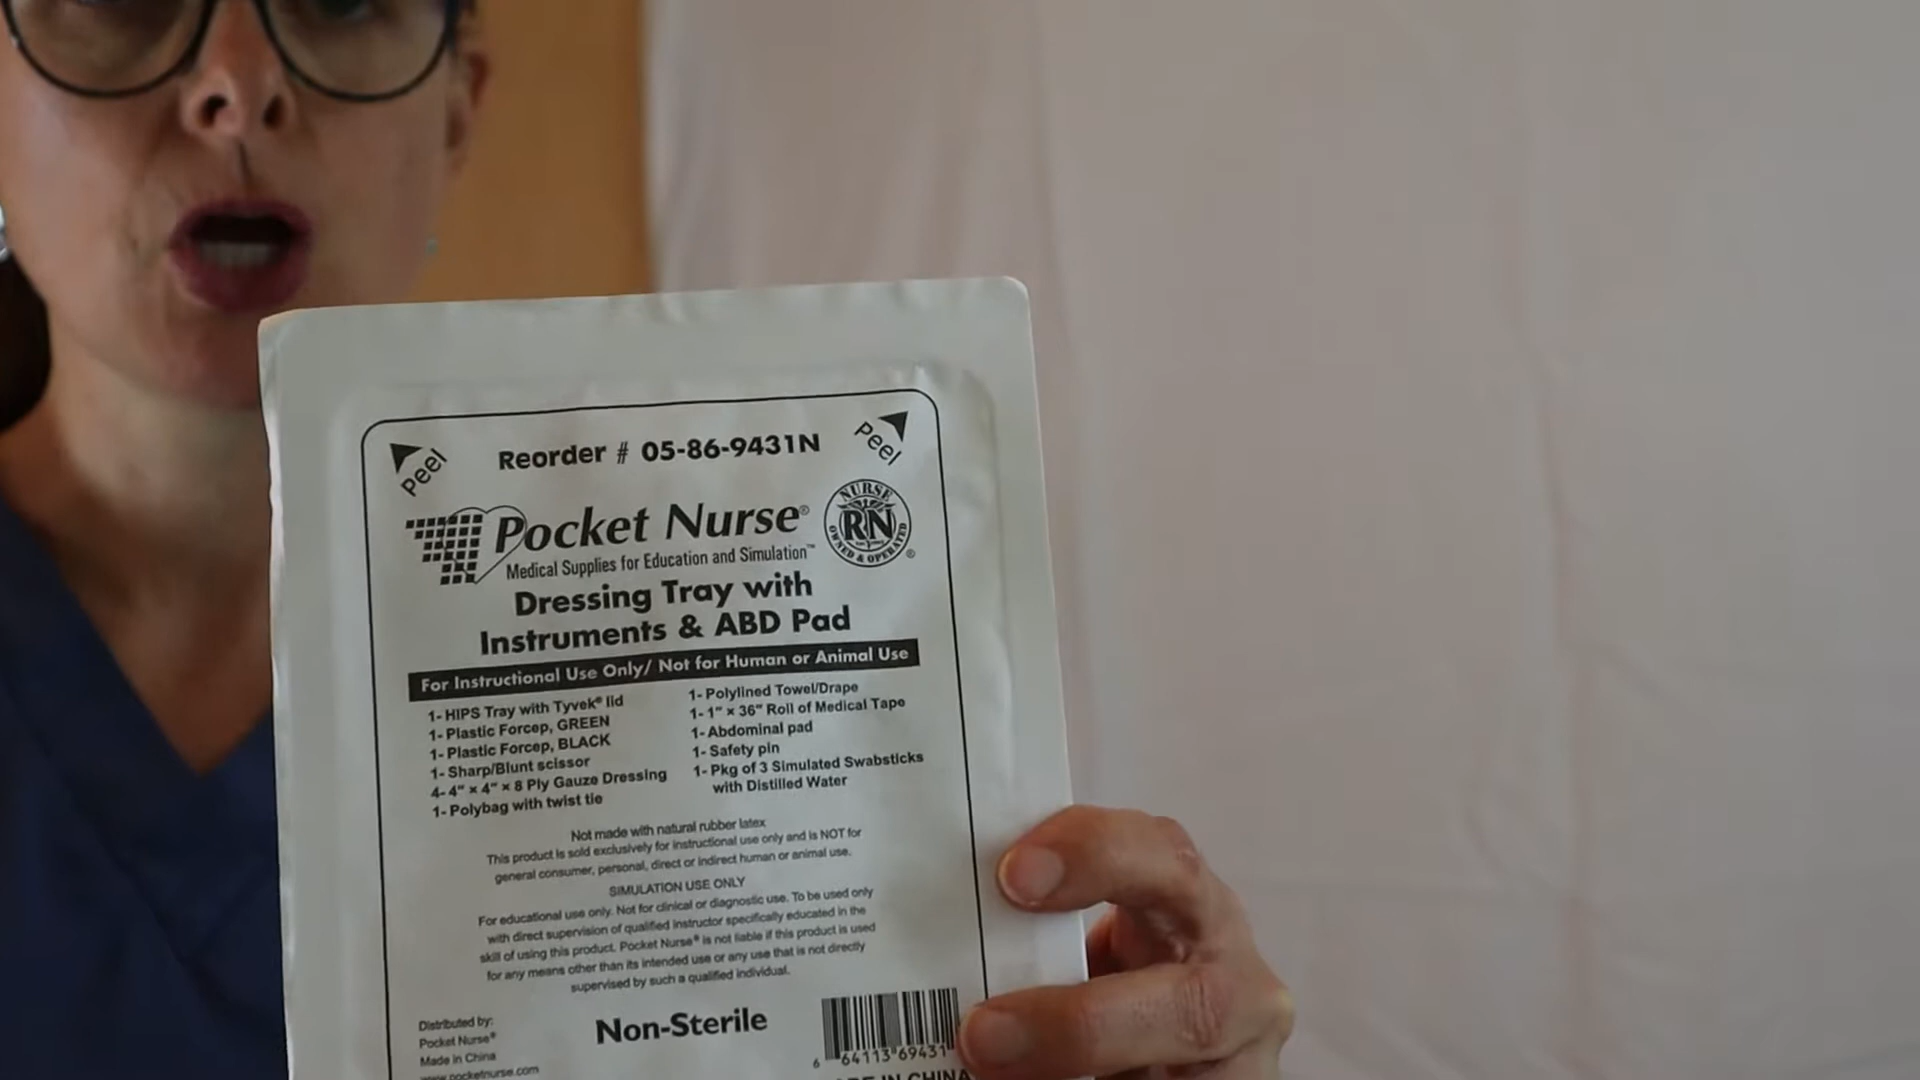 Peel
Reorder # 05-86-9431N
Peel
Pocket Nurse®
Medical Supplies for Education and Simulation™
NURSE
RN
OWNED & OPERATED ®
Dressing Tray with
Instruments & ABD Pad
For Instructional Use Only/ Not for Human or Animal Use
1- HIPS Tray with Tyvek® lid
1- Plastic Forcep, GREEN
1- Plastic Forcep, BLACK
1- Sharp/Blunt scissor
4- 4" × 4" × 8 Ply Gauze Dressing
1- Polybag with twist tie
1- Polylined Towel/Drape
1- 1" × 36" Roll of Medical Tape
1- Abdominal pad
1- Safety pin
1- Pkg of 3 Simulated Swabsticks
with Distilled Water
Not made with natural rubber latex
This product is sold exclusively for instructional use only and is NOT for
general consumer, personal, direct or indirect human or animal use.
SIMULATION USE ONLY
For educational use only. Not for clinical or diagnostic use. To be used only
with direct supervision of qualified instructor specifically educated in the
skill of using this product. Pocket Nurse® is not liable if this product is used
for any means other than its intended use or any use that is not directly
supervised by such a qualified individual.
Distributed by:
Pocket Nurse®
Made in China
www.pocketnurse.com
Non-Sterile
6 64113 69431
IN CHINA